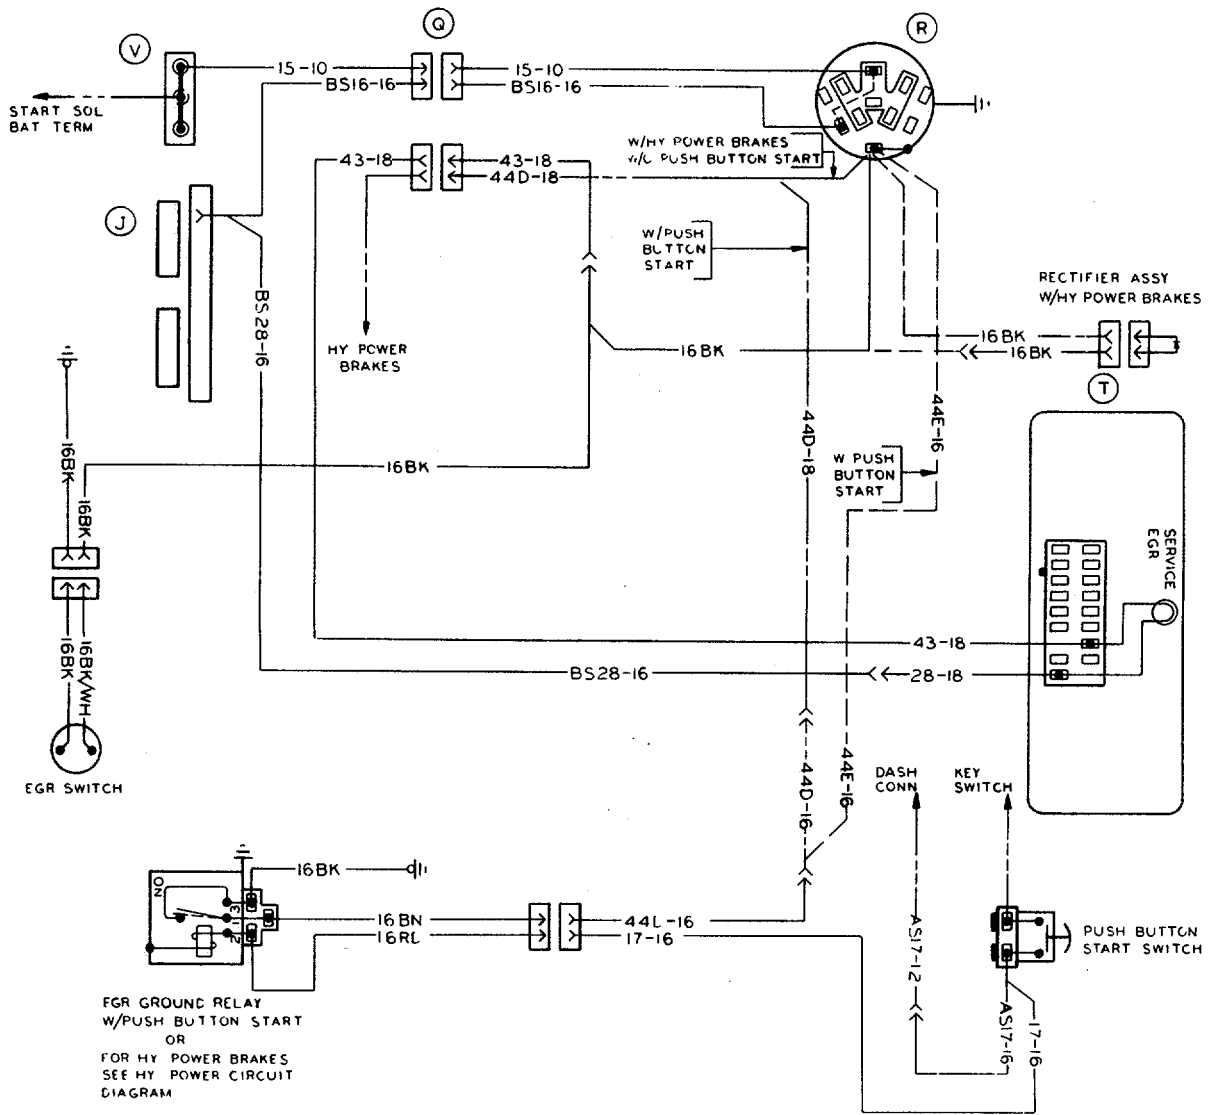 V
Q
R
15-10
15-10
BS16-16
BS16-16
START SOL
BAT TERM
W/HY POWER BRAKES
W/O PUSH BUTTON START
43-18
43-18
44D-18
J
W/PUSH
BUTTON
START
BS28-16
RECTIFIER ASSY
W/HY POWER BRAKES
HY POWER
BRAKES
16BK
16BK
16BK
T
44D-18
44E-16
16BK
16BK
16BK
W PUSH
BUTTON
START
SERVICE
EGR
43-18
16BK
16BK/WH
BS28-16
28-18
EGR SWITCH
44D-16
44E-16
DASH
CONN
KEY
SWITCH
16BK
NO
3
1
2
16BN
16RL
44L-16
17-16
AS17-12
PUSH BUTTON
START SWITCH
AS17-16
17-16
EGR GROUND RELAY
W/PUSH BUTTON START
OR
FOR HY POWER BRAKES
SEE HY POWER CIRCUIT
DIAGRAM